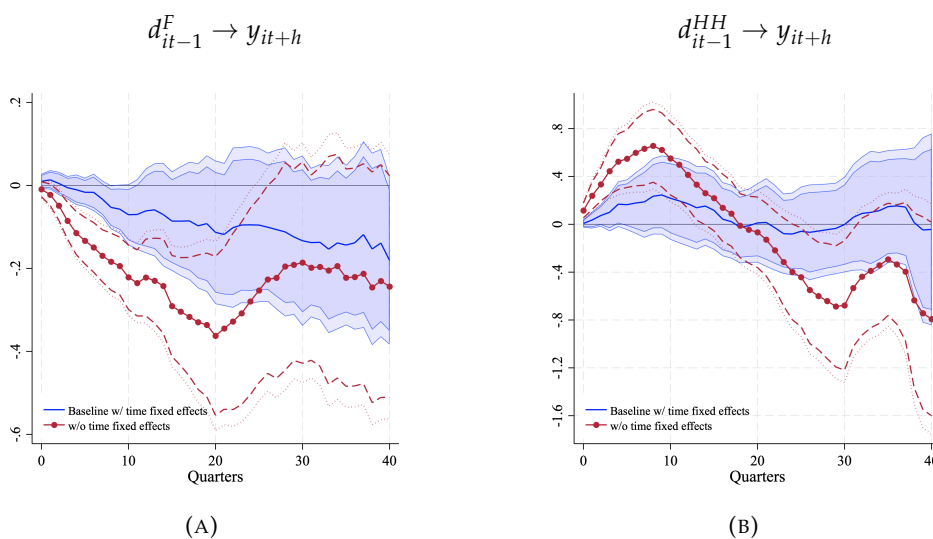 d^F_{it−1} → y_{it+h}
.2
0
-.2
-.4
-.6
0 10 20 30 40
Quarters
Baseline w/ time fixed effects
w/o time fixed effects
(A)
d^{HH}_{it−1} → y_{it+h}
.8
.4
0
-.4
-.8
-1.2
-1.6
0 10 20 30 40
Quarters
Baseline w/ time fixed effects
w/o time fixed effects
(B)